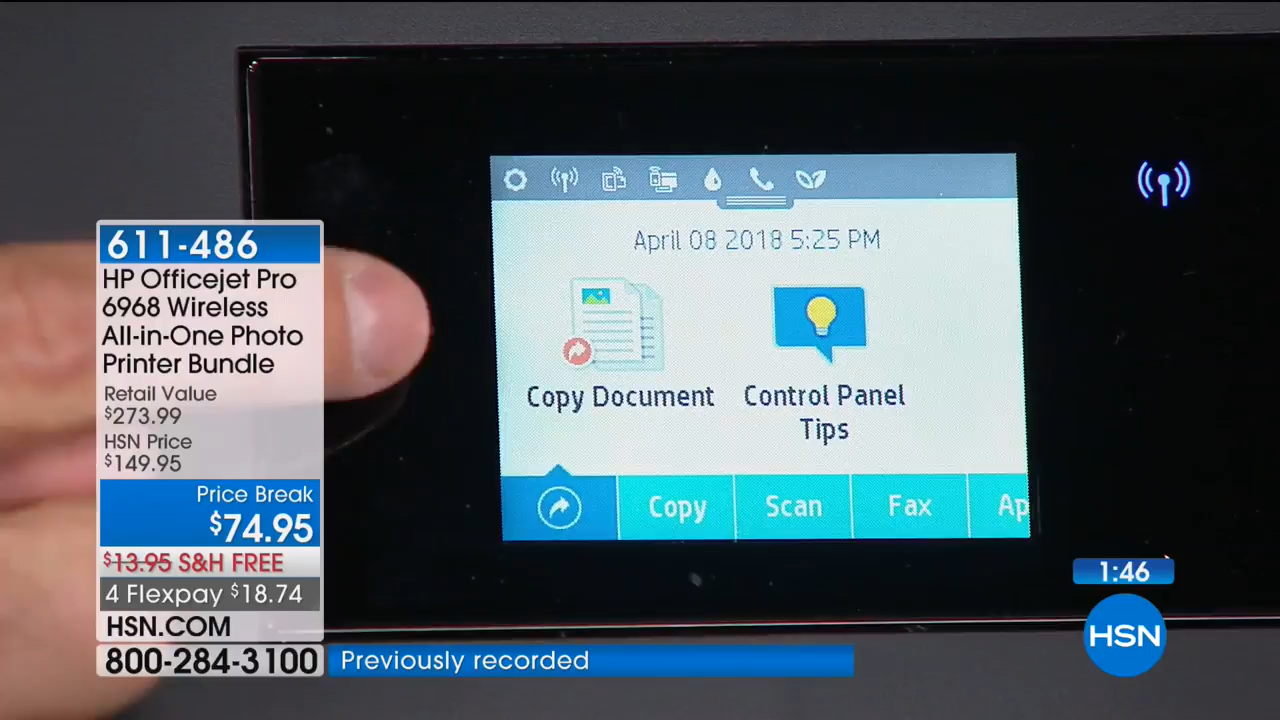 April 08 2018 5:25 PM
Copy Document
Control Panel
Tips
Copy
Scan
Fax
Ap
611-486
HP Officejet Pro
6968 Wireless
All-in-One Photo
Printer Bundle
Retail Value
$273.99
HSN Price
$149.95
Price Break
$74.95
$13.95 S&H FREE
4 Flexpay $18.74
HSN.COM
800-284-3100
Previously recorded
1:46
HSN